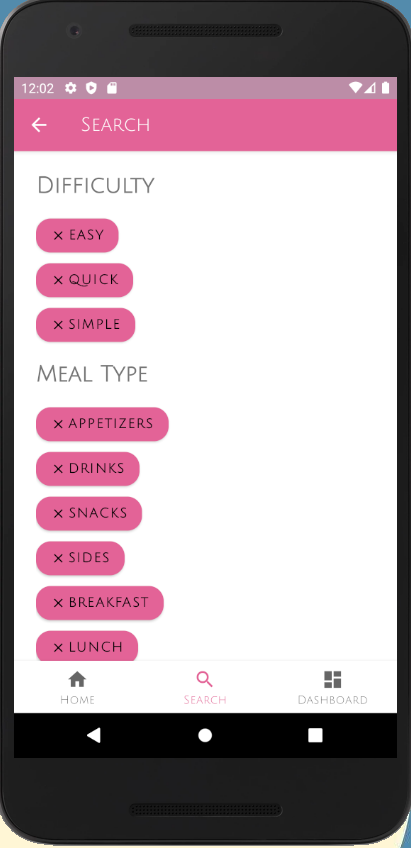 12:02
Search
Difficulty
× EASY
× QUICK
× SIMPLE
Meal Type
× APPETIZERS
× DRINKS
× SNACKS
× SIDES
× BREAKFAST
× LUNCH
Home
Search
Dashboard